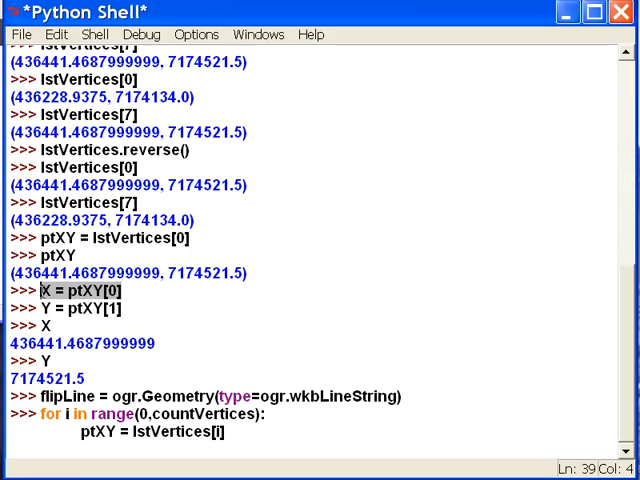 *Python Shell*
File Edit Shell Debug Options Windows Help
>>> lstVertices[7]
(436441.4687999999, 7174521.5)
>>> lstVertices[0]
(436228.9375, 7174134.0)
>>> lstVertices[7]
(436441.4687999999, 7174521.5)
>>> lstVertices.reverse()
>>> lstVertices[0]
(436441.4687999999, 7174521.5)
>>> lstVertices[7]
(436228.9375, 7174134.0)
>>> ptXY = lstVertices[0]
>>> ptXY
(436441.4687999999, 7174521.5)
>>> X = ptXY[0]
>>> Y = ptXY[1]
>>> X
436441.4687999999
>>> Y
7174521.5
>>> flipLine = ogr.Geometry(type=ogr.wkbLineString)
>>> for i in range(0,countVertices):
ptXY = lstVertices[i]
Ln: 39 Col: 4